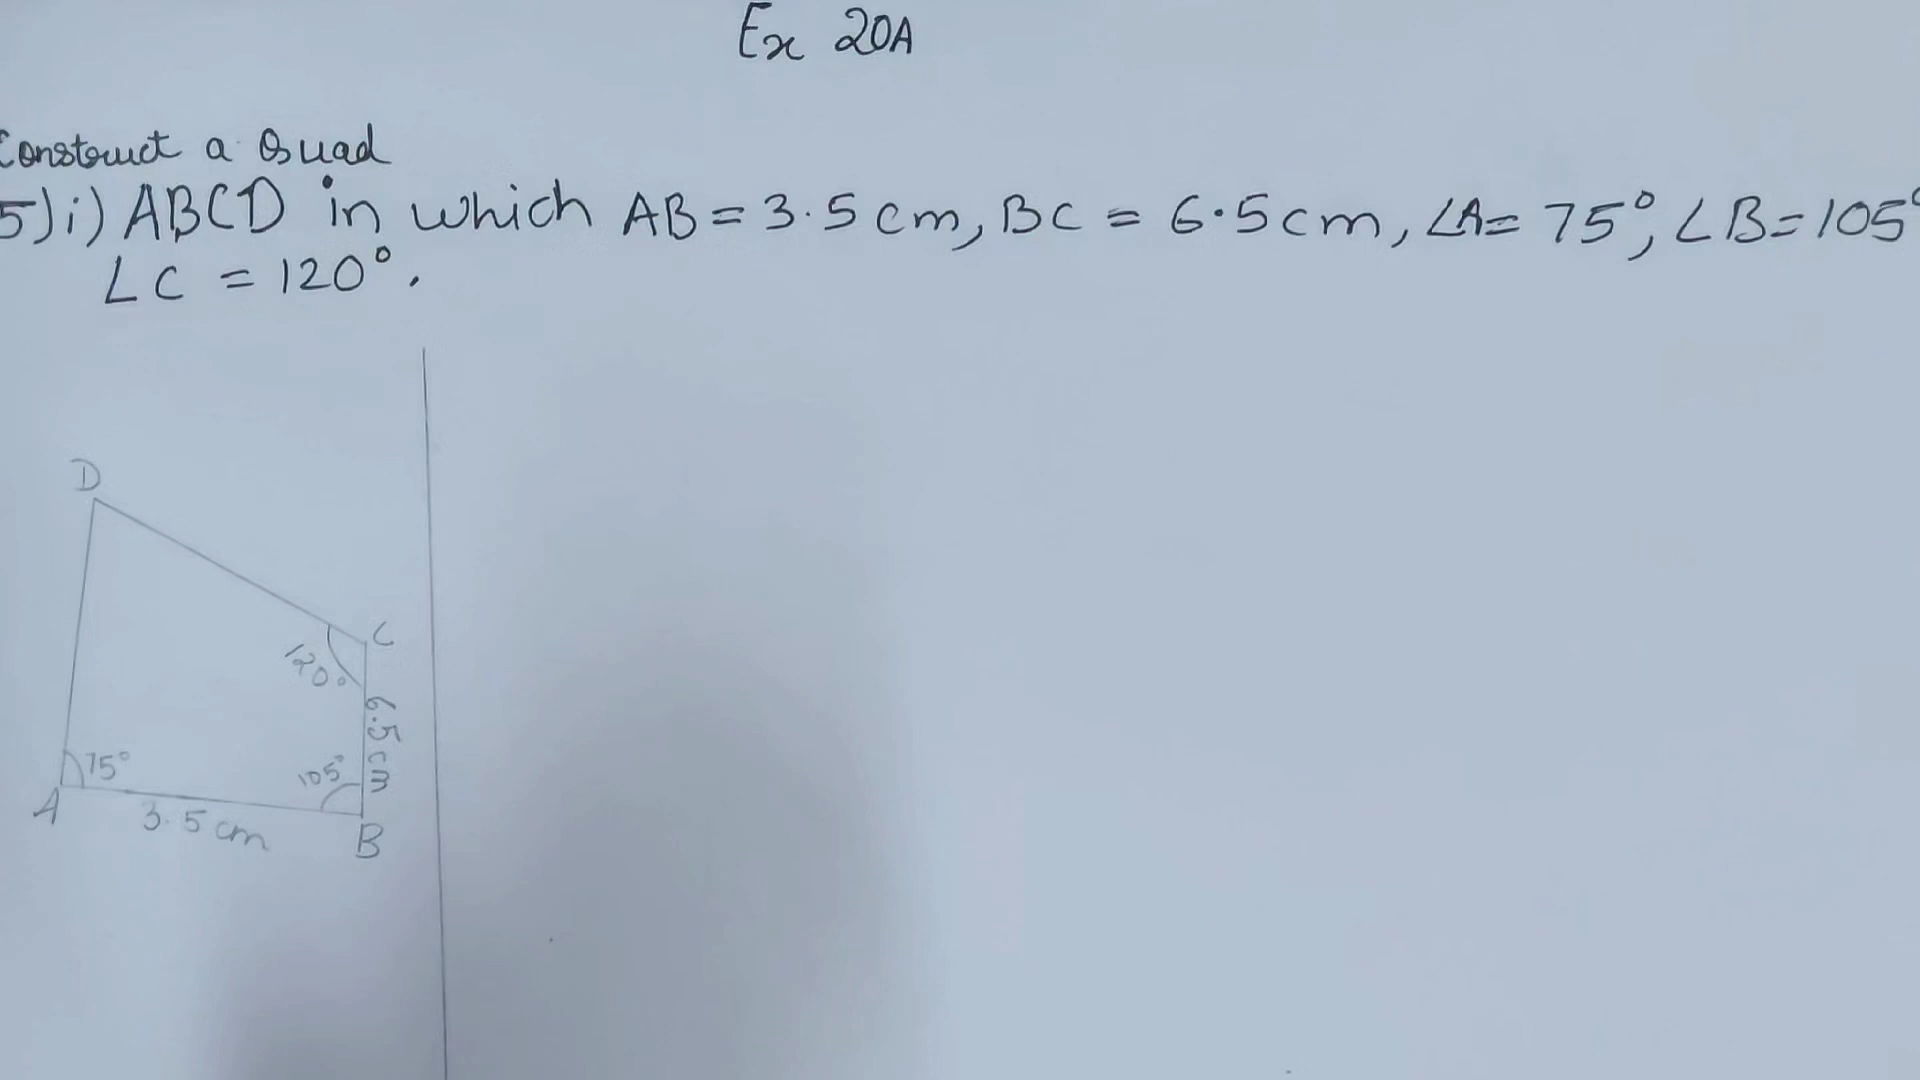 Ex 20A
Construct a Quad
5)i) ABCD in which AB = 3.5 cm, BC = 6.5 cm, ∠A = 75°, ∠B = 105°
∠C = 120°.
D
C
120°
6.5 cm
75°
105°
A
3.5 cm
B